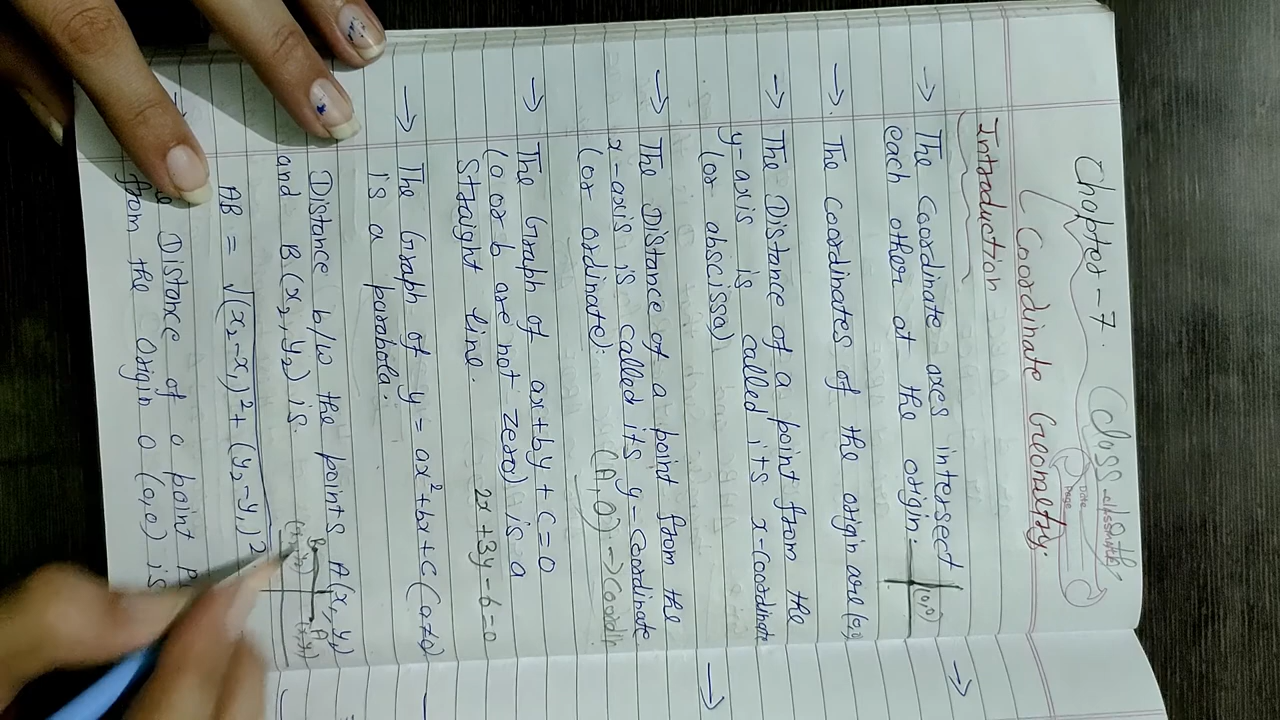 Chapter-7.
(Coordinate Geometry.
classmate
Date
Page
Introduction
→ The Coordinate axes intersect
each other at the origin.
(0,0)
→ The coordinates of the origin are (0,0)
→ The Distance of a point from the
y-axis is called its x-Coordinate
(or abscissa)
→ The Distance of a point from the
x-axis is called its y-Coordinate
(or ordinate).
(A,0) →
→ The Graph of ax+by+c=0
(a or b are not zero) is a
Straight line.
2x+3y-6=0
→ The Graph of y = ax²+bx+c (a≠0)
is a parabola.
Distance b/w the points A(x, y,)
and B(x₂, y₂) is.
AB = √(x₂-x₁)²+(y₂-y₁)²
Distance of a point
from the origin O (0,0) is